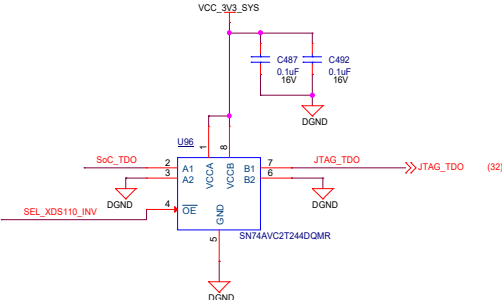 VCC_3V3_SYS
C487
0.1uF
16V
C492
0.1uF
16V
DGND
U96
1
8
SoC_TDO
2
A1
VCCA
VCCB
B1
7
JTAG_TDO
JTAG_TDO
(32)
3
A2
B2
6
DGND
DGND
SEL_XDS110_INV
4
OE
GND
5
SN74AVC2T244DQMR
DGND